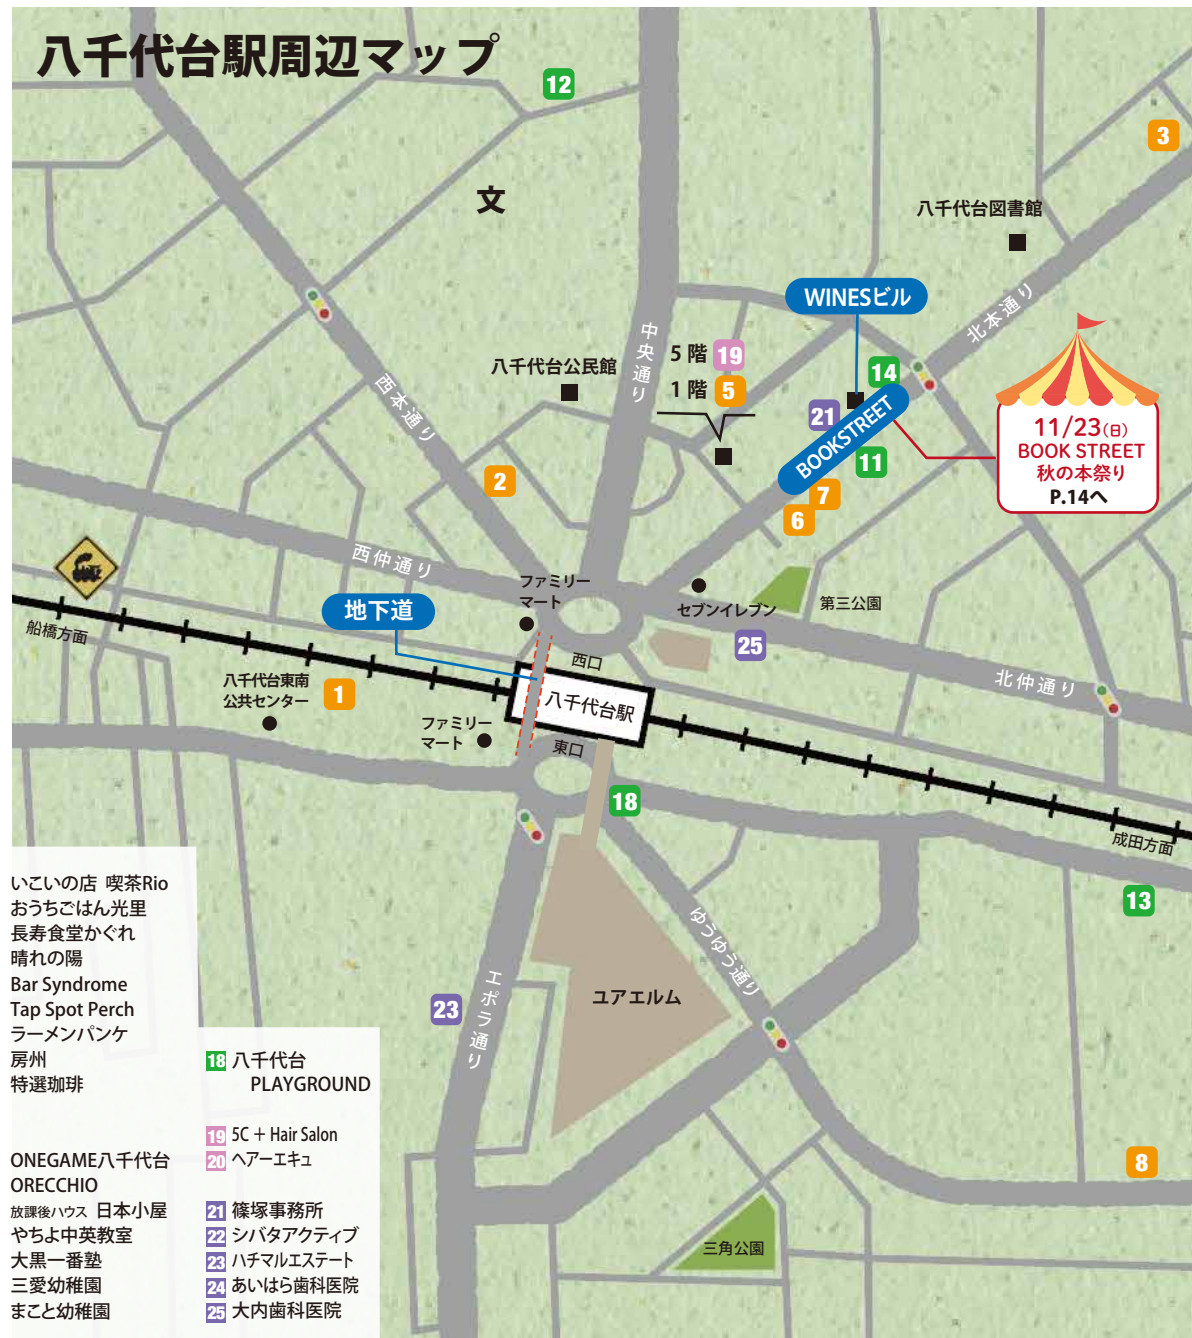 八千代台駅周辺マップ
12
3
文
八千代台図書館
WINESビル
北本通り
中央通り
5階 19
1階 5
14
八千代台公民館
西本通り
21
BOOKSTREET
11
11/23(日)
BOOK STREET
秋の本祭り
P.14へ
2
7
6
西仲通り
ファミリー
マート
セブンイレブン
第三公園
地下道
船橋方面
25
西口
八千代台東南
公共センター
1
八千代台駅
北仲通り
ファミリー
マート
東口
18
成田方面
13
ゆうゆう通り
エポラ通り
ユアエルム
23
8
三角公園
いこいの店 喫茶Rio
おうちごはん光里
長寿食堂かぐれ
晴れの陽
Bar Syndrome
Tap Spot Perch
ラーメンパンケ
房州
特選珈琲
ONEGAME八千代台
ORECCHIO
放課後ハウス 日本小屋
やちよ中英教室
大黒一番塾
三愛幼稚園
まこと幼稚園
18 八千代台
PLAYGROUND
19 5C + Hair Salon
20 ヘアーエキュ
21 篠塚事務所
22 シバタアクティブ
23 ハチマルエステート
24 あいはら歯科医院
25 大内歯科医院